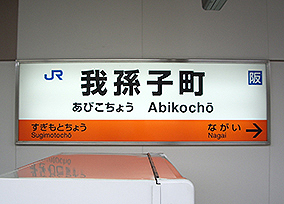 JR 我孫子町 阪
あびこちょう Abikochō
すぎもとちょう ながい
Sugimotochō Nagai